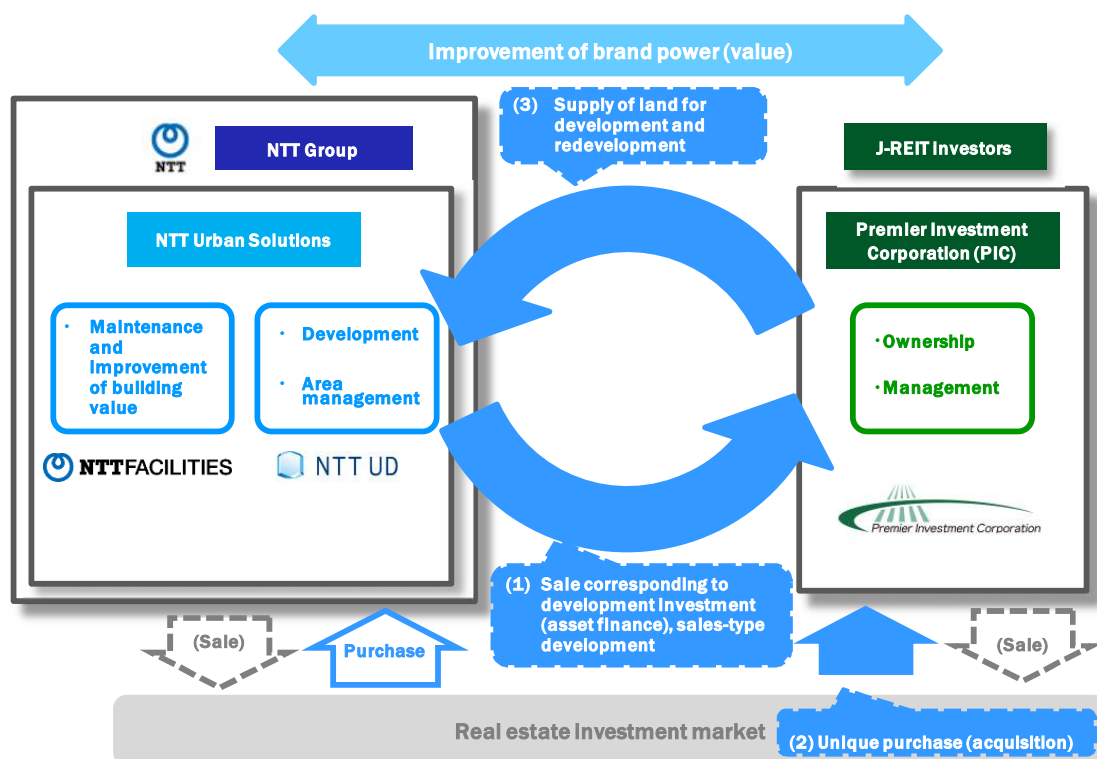 Improvement of brand power (value)
(3) Supply of land for
development and
redevelopment
NTT
NTT Group
J-REIT Investors
NTT Urban Solutions
Premier Investment
Corporation (PIC)
· Maintenance
and
improvement
of building
value
· Development
· Area
management
·Ownership
·Management
NTT FACILITIES
NTT UD
Premier Investment Corporation
(1) Sale corresponding to
development investment
(asset finance), sales-type
development
(Sale)
Purchase
(Sale)
Real estate investment market
(2) Unique purchase (acquisition)